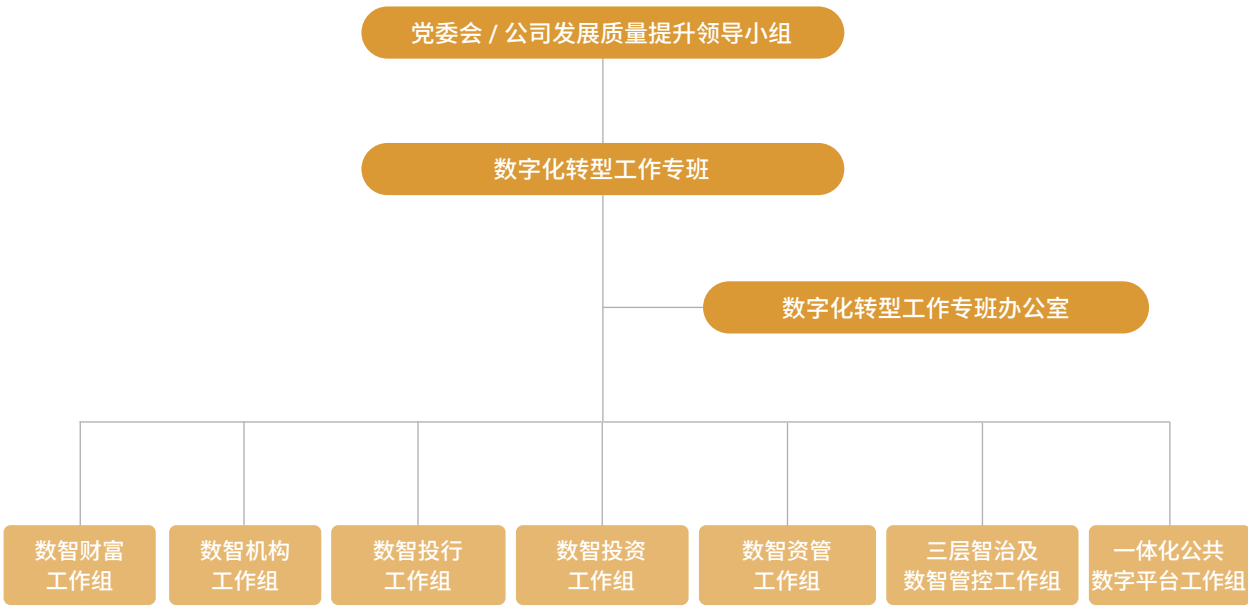 党委会 / 公司发展质量提升领导小组
数字化转型工作专班
数字化转型工作专班办公室
数智财富
工作组
数智机构
工作组
数智投行
工作组
数智投资
工作组
数智资管
工作组
三层智治及
数智管控工作组
一体化公共
数字平台工作组